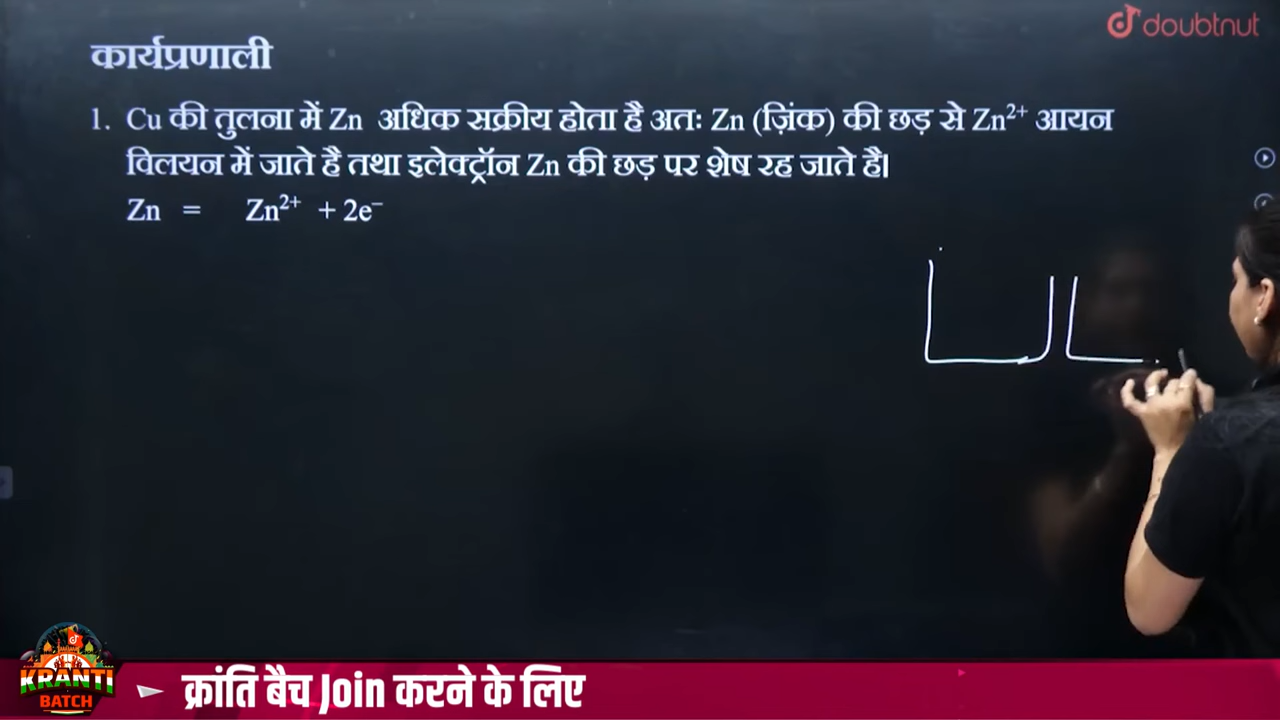 doubtnut
कार्यप्रणाली
1. Cu की तुलना में Zn अधिक सक्रीय होता है अतः Zn (ज़िंक) की छड़ से Zn²⁺ आयन
विलयन में जाते है तथा इलेक्ट्रॉन Zn की छड़ पर शेष रह जाते है।
Zn = Zn²⁺ + 2e⁻
KRANTI
BATCH
क्रांति बैच Join करने के लिए